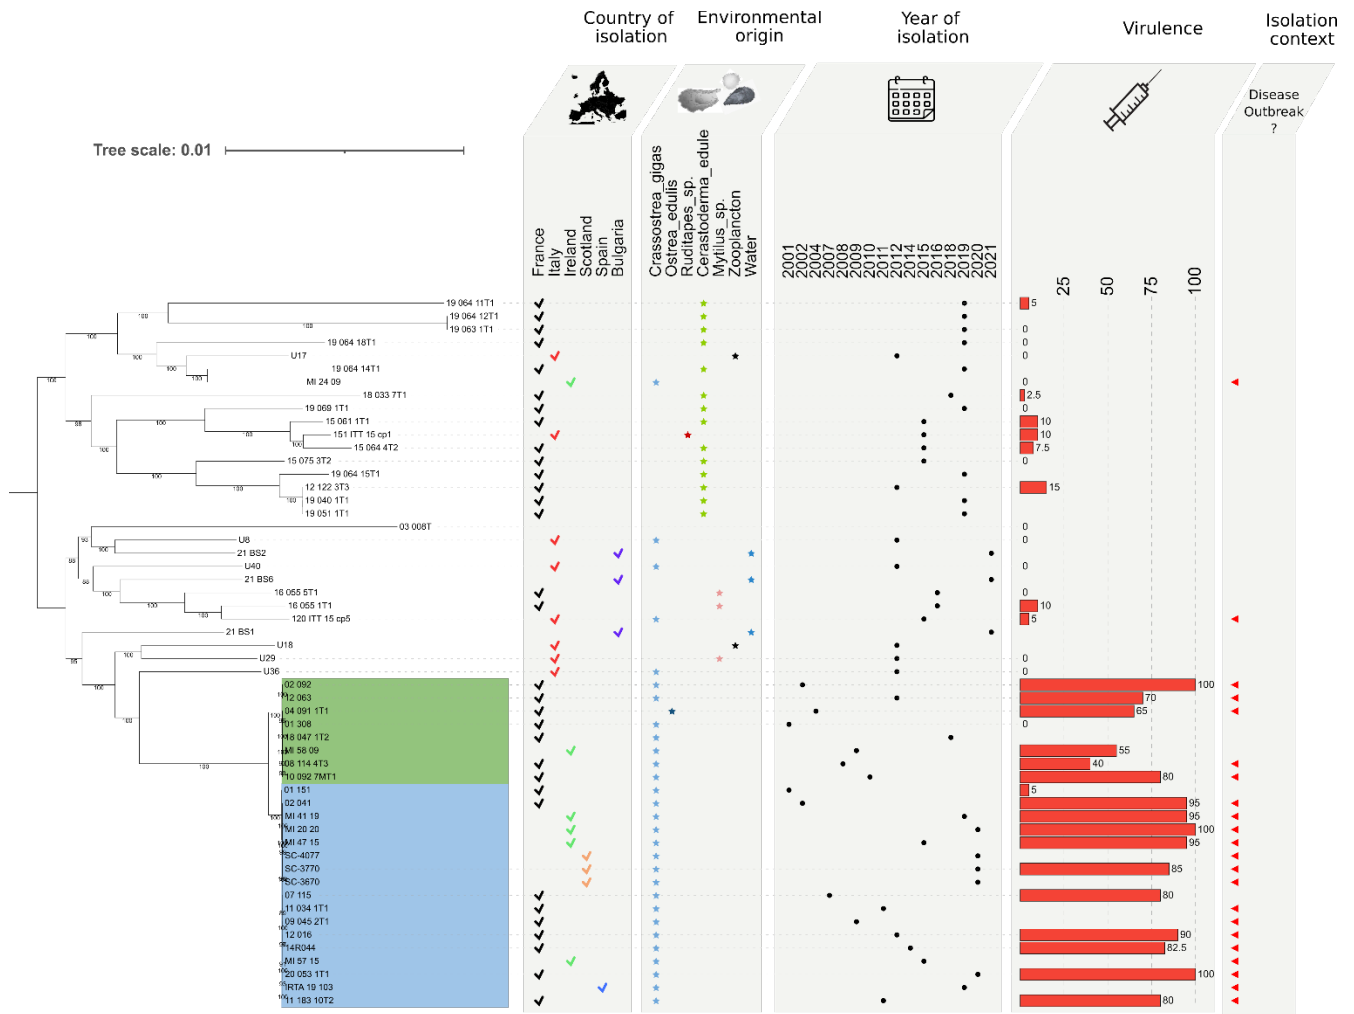 Country of
isolation
Environmental
origin
Year of
isolation
Virulence
Isolation
context
Disease
Outbreak
?
Tree scale: 0.01
France
Italy
Ireland
Scotland
Spain
Bulgaria
Crassostrea_gigas
Ostrea_edulis
Ruditapes_sp.
Cerastoderma_edule
Mytilus_sp.
Zooplancton
Water
2001
2002
2004
2007
2008
2009
2010
2011
2012
2014
2015
2016
2018
2019
2020
2021
25
50
75
100
19 064 11T1 5
19 064 12T1
19 063 1T1 0
19 064 18T1
U17 0
19 064 14T1
MI 24 09 0
18 033 7T1 2.5
19 069 1T1 0
15 061 1T1 10
151 ITT 15 cp1 10
15 064 4T2 7.5
15 075 3T2 0
19 064 15T1
12 122 3T3 15
19 040 1T1
19 051 1T1
03 008T 0
U8 0
21 BS2 0
U40 0
21 BS6
16 055 5T1 0
16 055 1T1 10
120 ITT 15 cp5 5
21 BS1
U18
U29 0
U36 0
02 092 100
12 063 70
04 091 1T1 65
01 308 0
18 047 1T2
MI 58 09 55
08 114 4T3 40
10 092 7MT1 80
01 151 5
02 041 95
MI 41 19 95
MI 20 20 100
MI 47 15 95
SC-4077
SC-3770 85
SC-3670
07 115 80
11 034 1T1
09 045 2T1
12 016 90
14R044 82.5
MI 57 15
20 053 1T1 100
IRTA 19 103
11 183 10T2 80